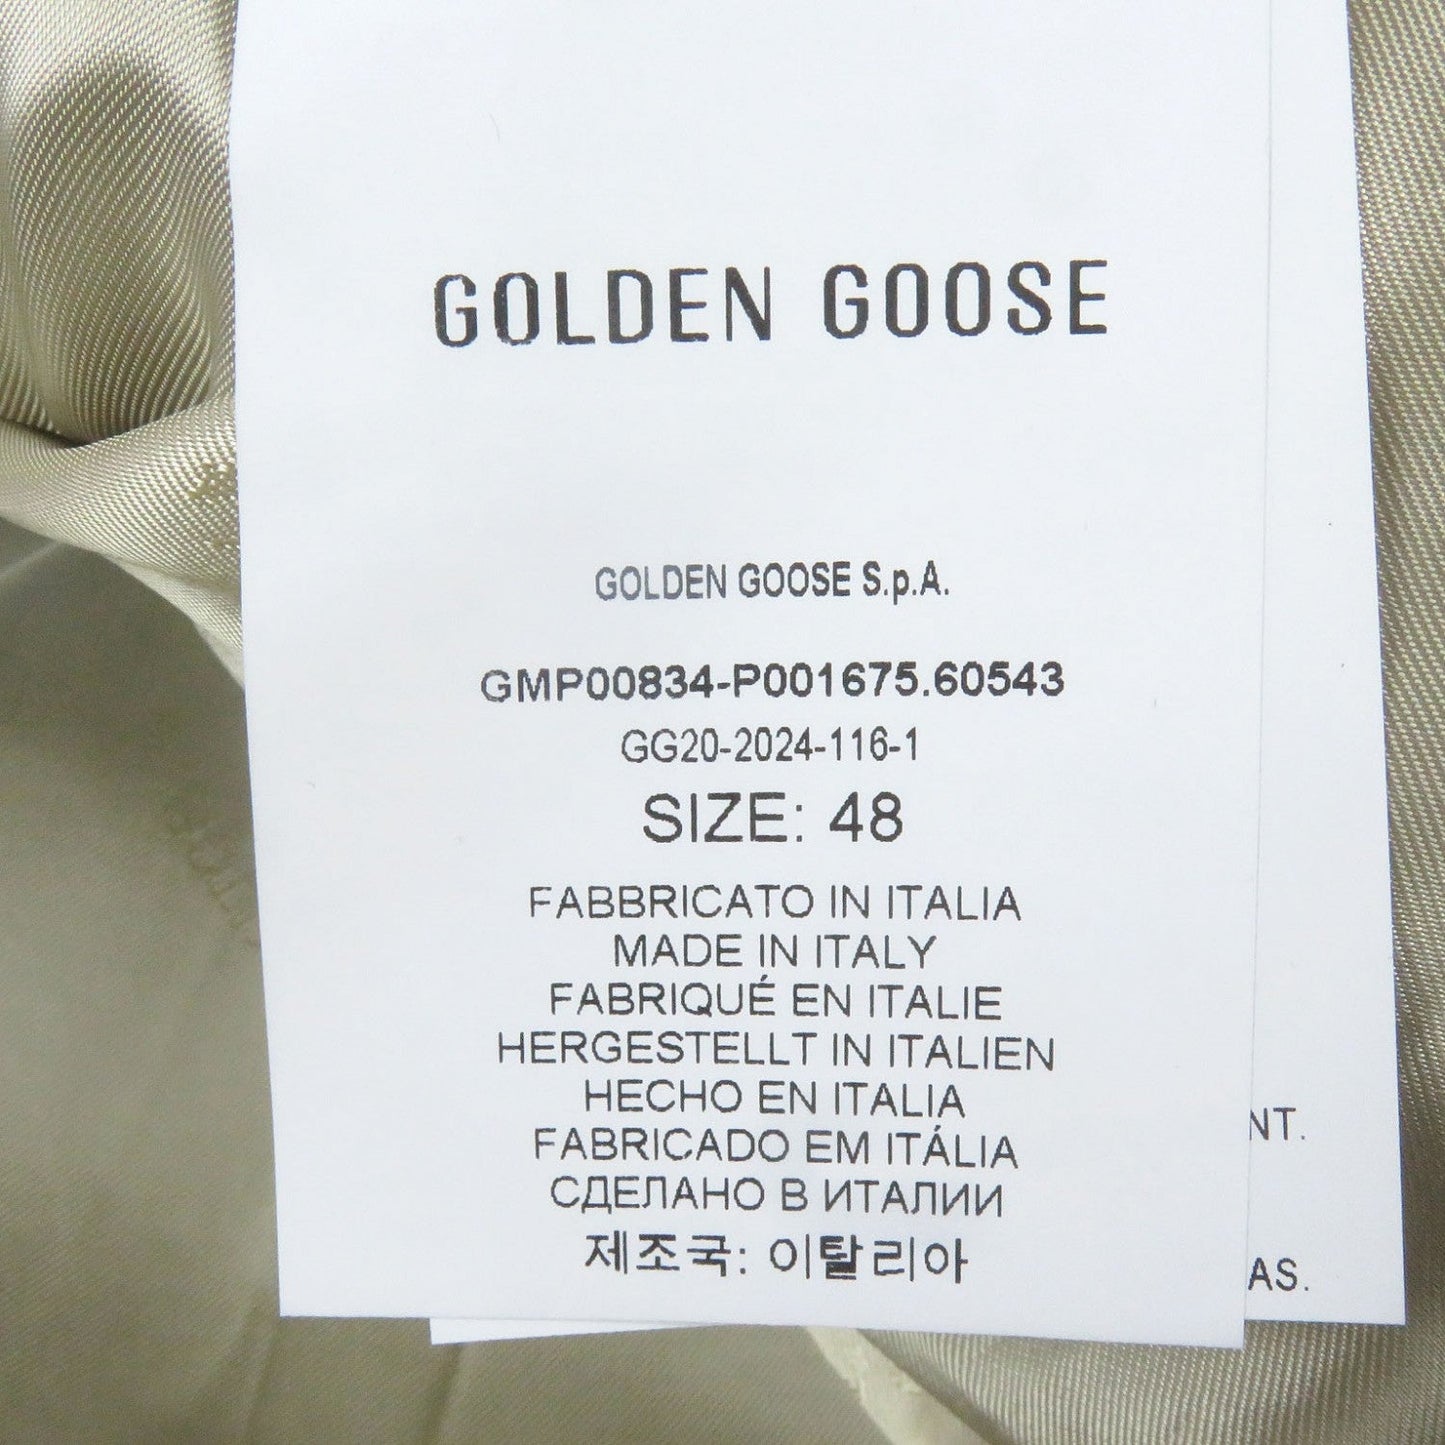 GOLDEN GOOSE
GOLDEN GOOSE S.p.A.
GMP00834-P001675.60543
GG20-2024-116-1
SIZE: 48
FABBRICATO IN ITALIA
MADE IN ITALY
FABRIQUÉ EN ITALIE
HERGESTELLT IN ITALIEN
HECHO EN ITALIA
FABRICADO EM ITÁLIA
СДЕЛАНО В ИТАЛИИ
제조국: 이탈리아
NT.
AS.